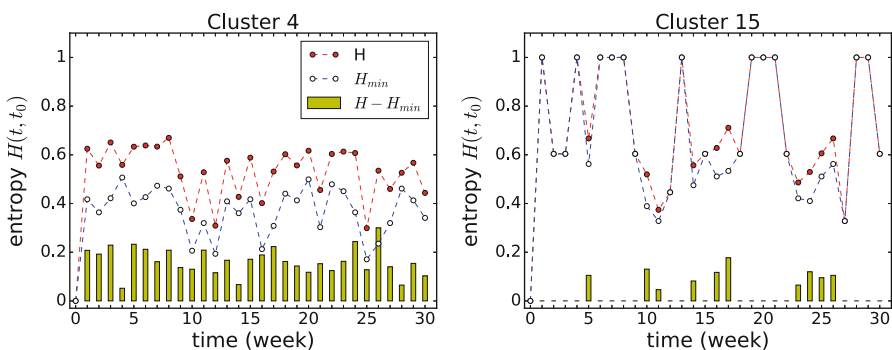 Cluster 4
entropy H(t, t₀)
1
0.8
0.6
0.4
0.2
0
H
H_min
H − H_min
0 5 10 15 20 25 30
time (week)
Cluster 15
entropy H(t, t₀)
1
0.8
0.6
0.4
0.2
0
0 5 10 15 20 25 30
time (week)